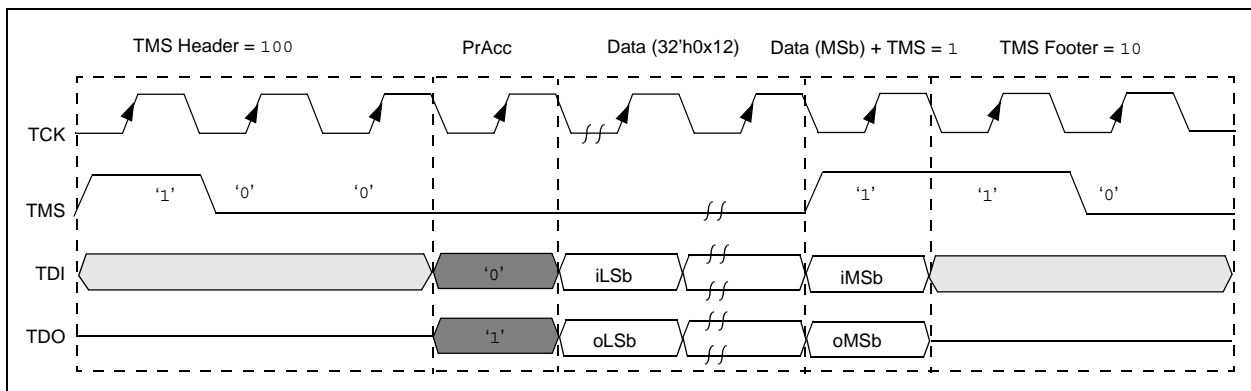 TMS Header = 100 PrAcc Data (32'h0x12) Data (MSb) + TMS = 1 TMS Footer = 10
TCK
TMS ‘1’ ‘0’ ‘0’ ‘1’ ‘1’ ‘0’
TDI ‘0’ iLSb iMSb
TDO ‘1’ oLSb oMSb